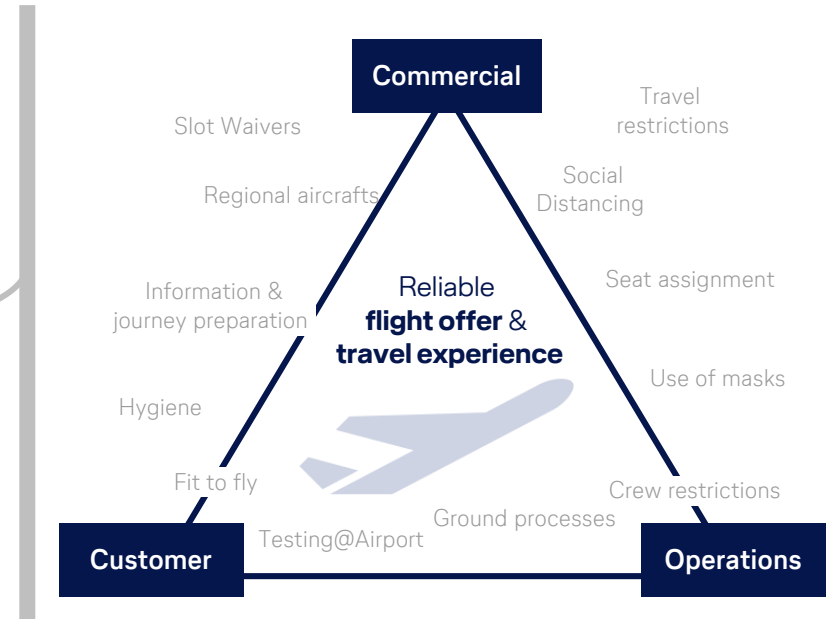 Commercial
Travel
restrictions
Slot Waivers
Social
Distancing
Regional aircrafts
Seat assignment
Information &
journey preparation
Reliable
flight offer &
travel experience
Use of masks
Hygiene
Fit to fly
Crew restrictions
Ground processes
Testing@Airport
Customer
Operations